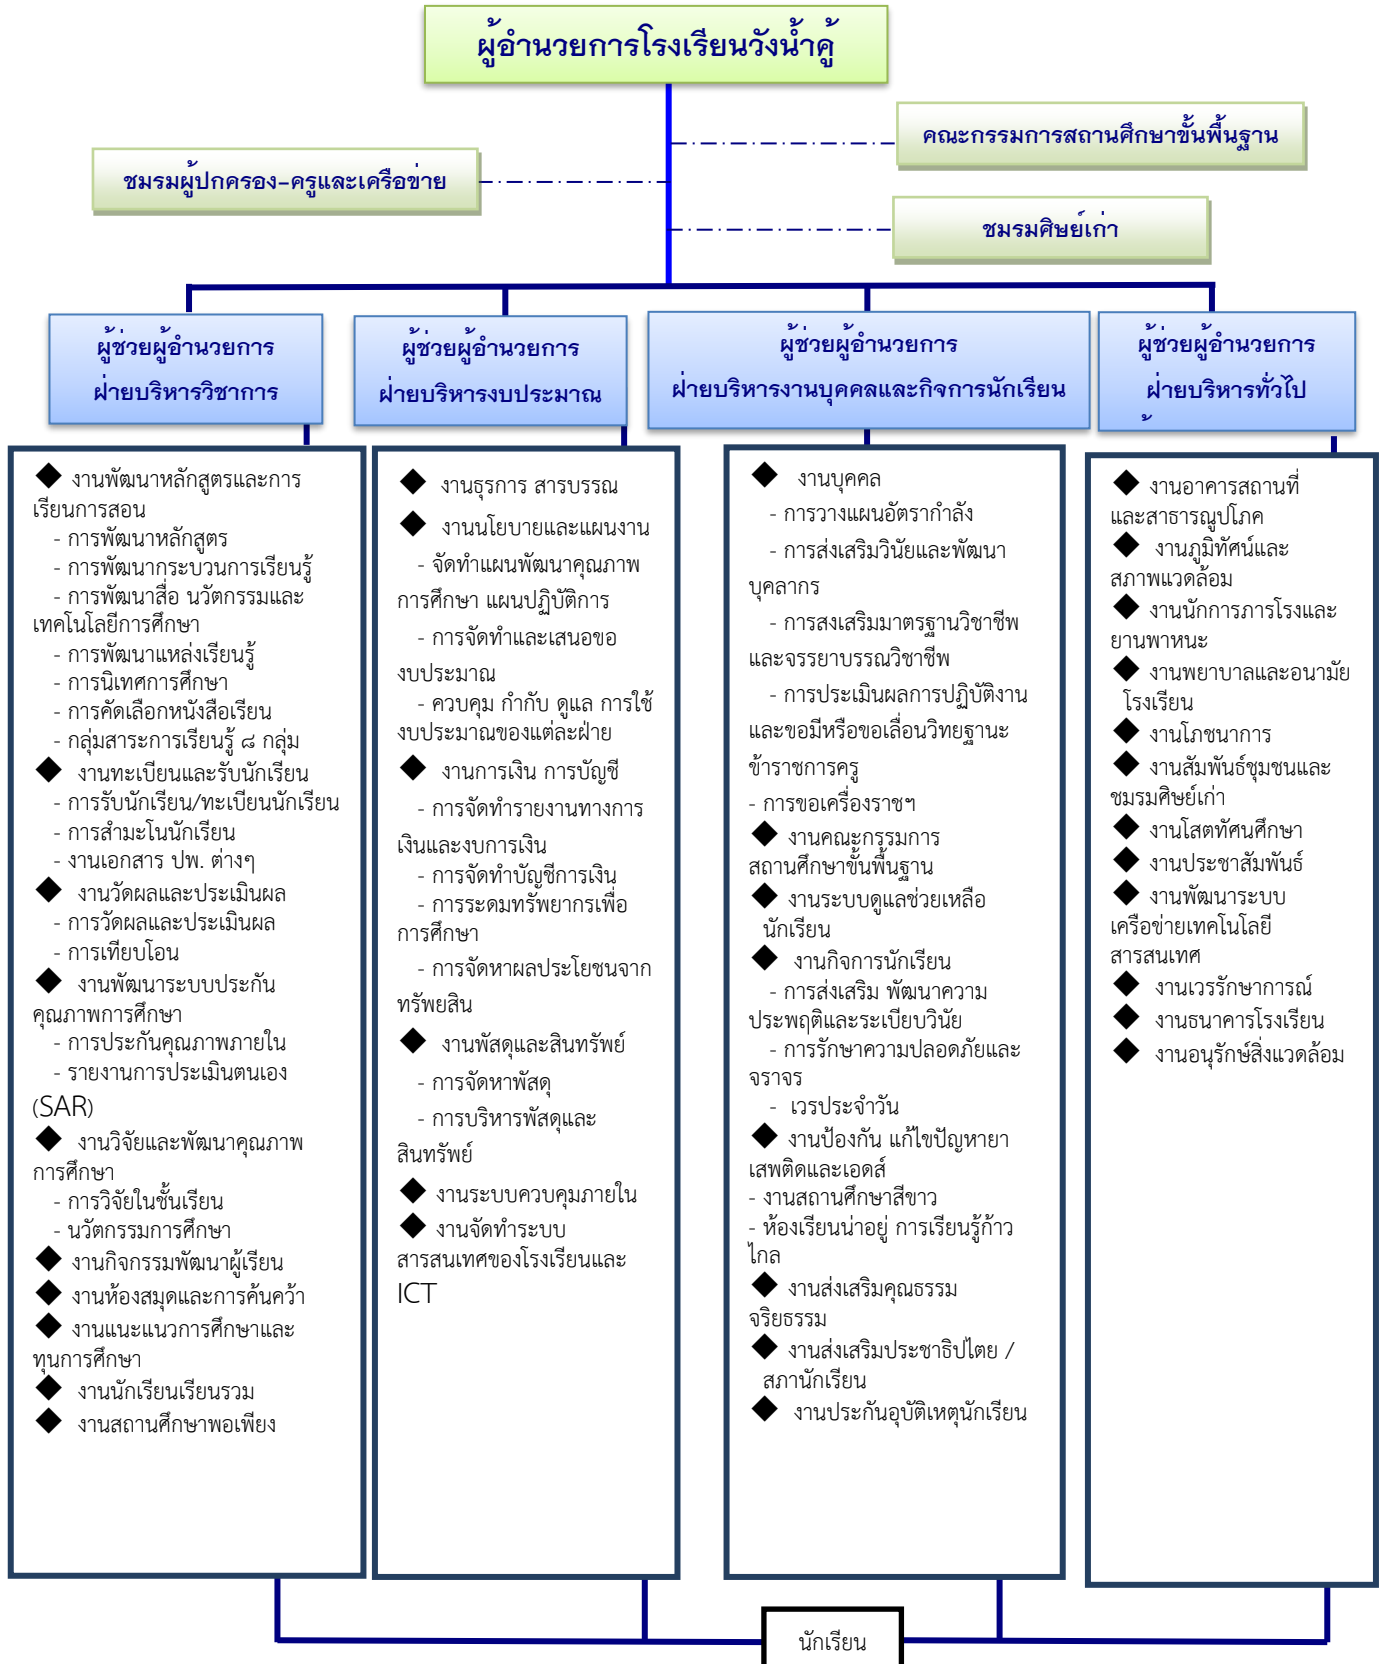 ผู้อำนวยการโรงเรียนวังน้ำคู้
คณะกรรมการสถานศึกษาขั้นพื้นฐาน
ชมรมผู้ปกครอง-ครูและเครือข่าย
ชมรมศิษย์เก่า
ผู้ช่วยผู้อำนวยการ
ฝ่ายบริหารวิชาการ
ผู้ช่วยผู้อำนวยการ
ฝ่ายบริหารงบประมาณ
ผู้ช่วยผู้อำนวยการ
ฝ่ายบริหารงานบุคคลและกิจการนักเรียน
ผู้ช่วยผู้อำนวยการ
ฝ่ายบริหารทั่วไป
◆ งานพัฒนาหลักสูตรและการ
เรียนการสอน
- การพัฒนาหลักสูตร
- การพัฒนากระบวนการเรียนรู้
- การพัฒนาสื่อ นวัตกรรมและ
เทคโนโลยีการศึกษา
- การพัฒนาแหล่งเรียนรู้
- การนิเทศการศึกษา
- การคัดเลือกหนังสือเรียน
- กลุ่มสาระการเรียนรู้ ๘ กลุ่ม
◆ งานทะเบียนและรับนักเรียน
- การรับนักเรียน/ทะเบียนนักเรียน
- การสำมะโนนักเรียน
- งานเอกสาร ปพ. ต่างๆ
◆ งานวัดผลและประเมินผล
- การวัดผลและประเมินผล
- การเทียบโอน
◆ งานพัฒนาระบบประกัน
คุณภาพการศึกษา
- การประกันคุณภาพภายใน
- รายงานการประเมินตนเอง
(SAR)
◆ งานวิจัยและพัฒนาคุณภาพ
การศึกษา
- การวิจัยในชั้นเรียน
- นวัตกรรมการศึกษา
◆ งานกิจกรรมพัฒนาผู้เรียน
◆ งานห้องสมุดและการค้นคว้า
◆ งานแนะแนวการศึกษาและ
ทุนการศึกษา
◆ งานนักเรียนเรียนรวม
◆ งานสถานศึกษาพอเพียง
◆ งานธุรการ สารบรรณ
◆ งานนโยบายและแผนงาน
- จัดทำแผนพัฒนาคุณภาพ
การศึกษา แผนปฏิบัติการ
- การจัดทำและเสนอขอ
งบประมาณ
- ควบคุม กำกับ ดูแล การใช้
งบประมาณของแต่ละฝ่าย
◆ งานการเงิน การบัญชี
- การจัดทำรายงานทางการ
เงินและงบการเงิน
- การจัดทำบัญชีการเงิน
- การระดมทรัพยากรเพื่อ
การศึกษา
- การจัดหาผลประโยชนจาก
ทรัพยสิน
◆ งานพัสดุและสินทรัพย์
- การจัดหาพัสดุ
- การบริหารพัสดุและ
สินทรัพย์
◆ งานระบบควบคุมภายใน
◆ งานจัดทำระบบ
สารสนเทศของโรงเรียนและ
ICT
◆ งานบุคคล
- การวางแผนอัตรากำลัง
- การส่งเสริมวินัยและพัฒนา
บุคลากร
- การสงเสริมมาตรฐานวิชาชีพ
และจรรยาบรรณวิชาชีพ
- การประเมินผลการปฏิบัติงาน
และขอมีหรือขอเลื่อนวิทยฐานะ
ข้าราชการครู
- การขอเครื่องราชฯ
◆ งานคณะกรรมการ
สถานศึกษาขั้นพื้นฐาน
◆ งานระบบดูแลช่วยเหลือ
นักเรียน
◆ งานกิจการนักเรียน
- การส่งเสริม พัฒนาความ
ประพฤติและระเบียบวินัย
- การรักษาความปลอดภัยและ
จราจร
- เวรประจำวัน
◆ งานป้องกัน แก้ไขปัญหายา
เสพติดและเอดส์
- งานสถานศึกษาสีขาว
- ห้องเรียนน่าอยู่ การเรียนรู้ก้าว
ไกล
◆ งานส่งเสริมคุณธรรม
จริยธรรม
◆ งานส่งเสริมประชาธิปไตย /
สภานักเรียน
◆ งานประกันอุบัติเหตุนักเรียน
◆ งานอาคารสถานที่
และสาธารณูปโภค
◆ งานภูมิทัศน์และ
สภาพแวดล้อม
◆ งานนักการภารโรงและ
ยานพาหนะ
◆ งานพยาบาลและอนามัย
โรงเรียน
◆ งานโภชนาการ
◆ งานสัมพันธ์ชุมชนและ
ชมรมศิษย์เก่า
◆ งานโสตทัศนศึกษา
◆ งานประชาสัมพันธ์
◆ งานพัฒนาระบบ
เครือข่ายเทคโนโลยี
สารสนเทศ
◆ งานเวรรักษาการณ์
◆ งานธนาคารโรงเรียน
◆ งานอนุรักษ์สิ่งแวดล้อม
นักเรียน